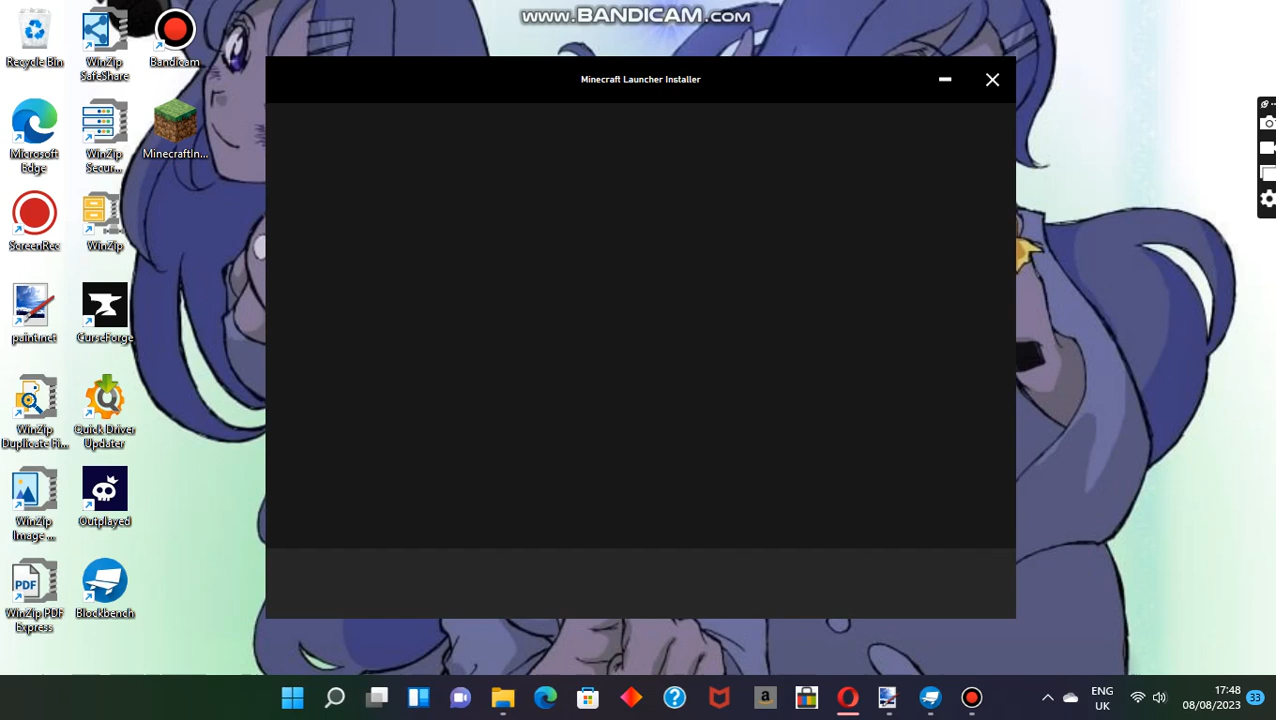 www.BANDICAM.com
Recycle Bin
WinZip
SafeShare
Bandicam
Minecraft Launcher Installer
Microsoft
Edge
WinZip
Secur...
MinecraftIn...
ScreenRec
WinZip
paint.net
CurseForge
WinZip
Duplicate Fi...
Quick Driver
Updater
WinZip
Image ...
Outplayed
PDF
WinZip PDF
Express
Blockbench
a
ENG
UK
17:48
08/08/2023
33